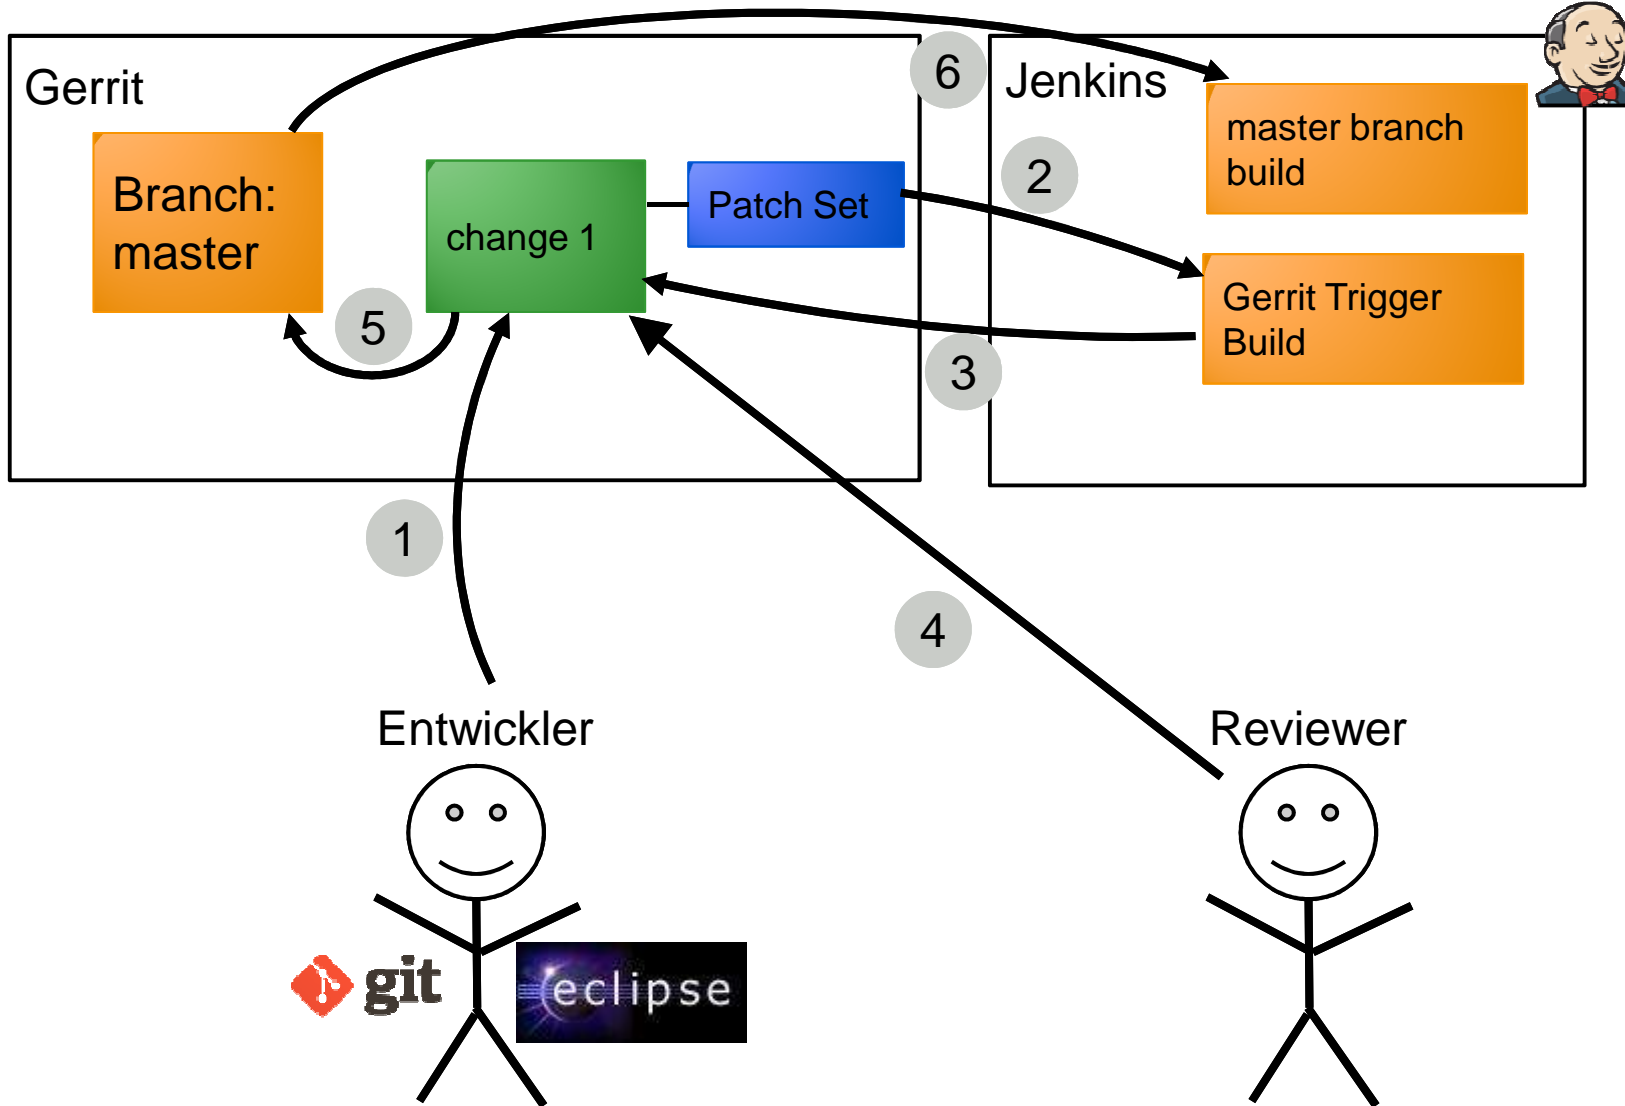 Gerrit
6
Jenkins
Branch:
master
change 1
Patch Set
2
master branch
build
5
3
Gerrit Trigger
Build
1
4
Entwickler
Reviewer
git
eclipse